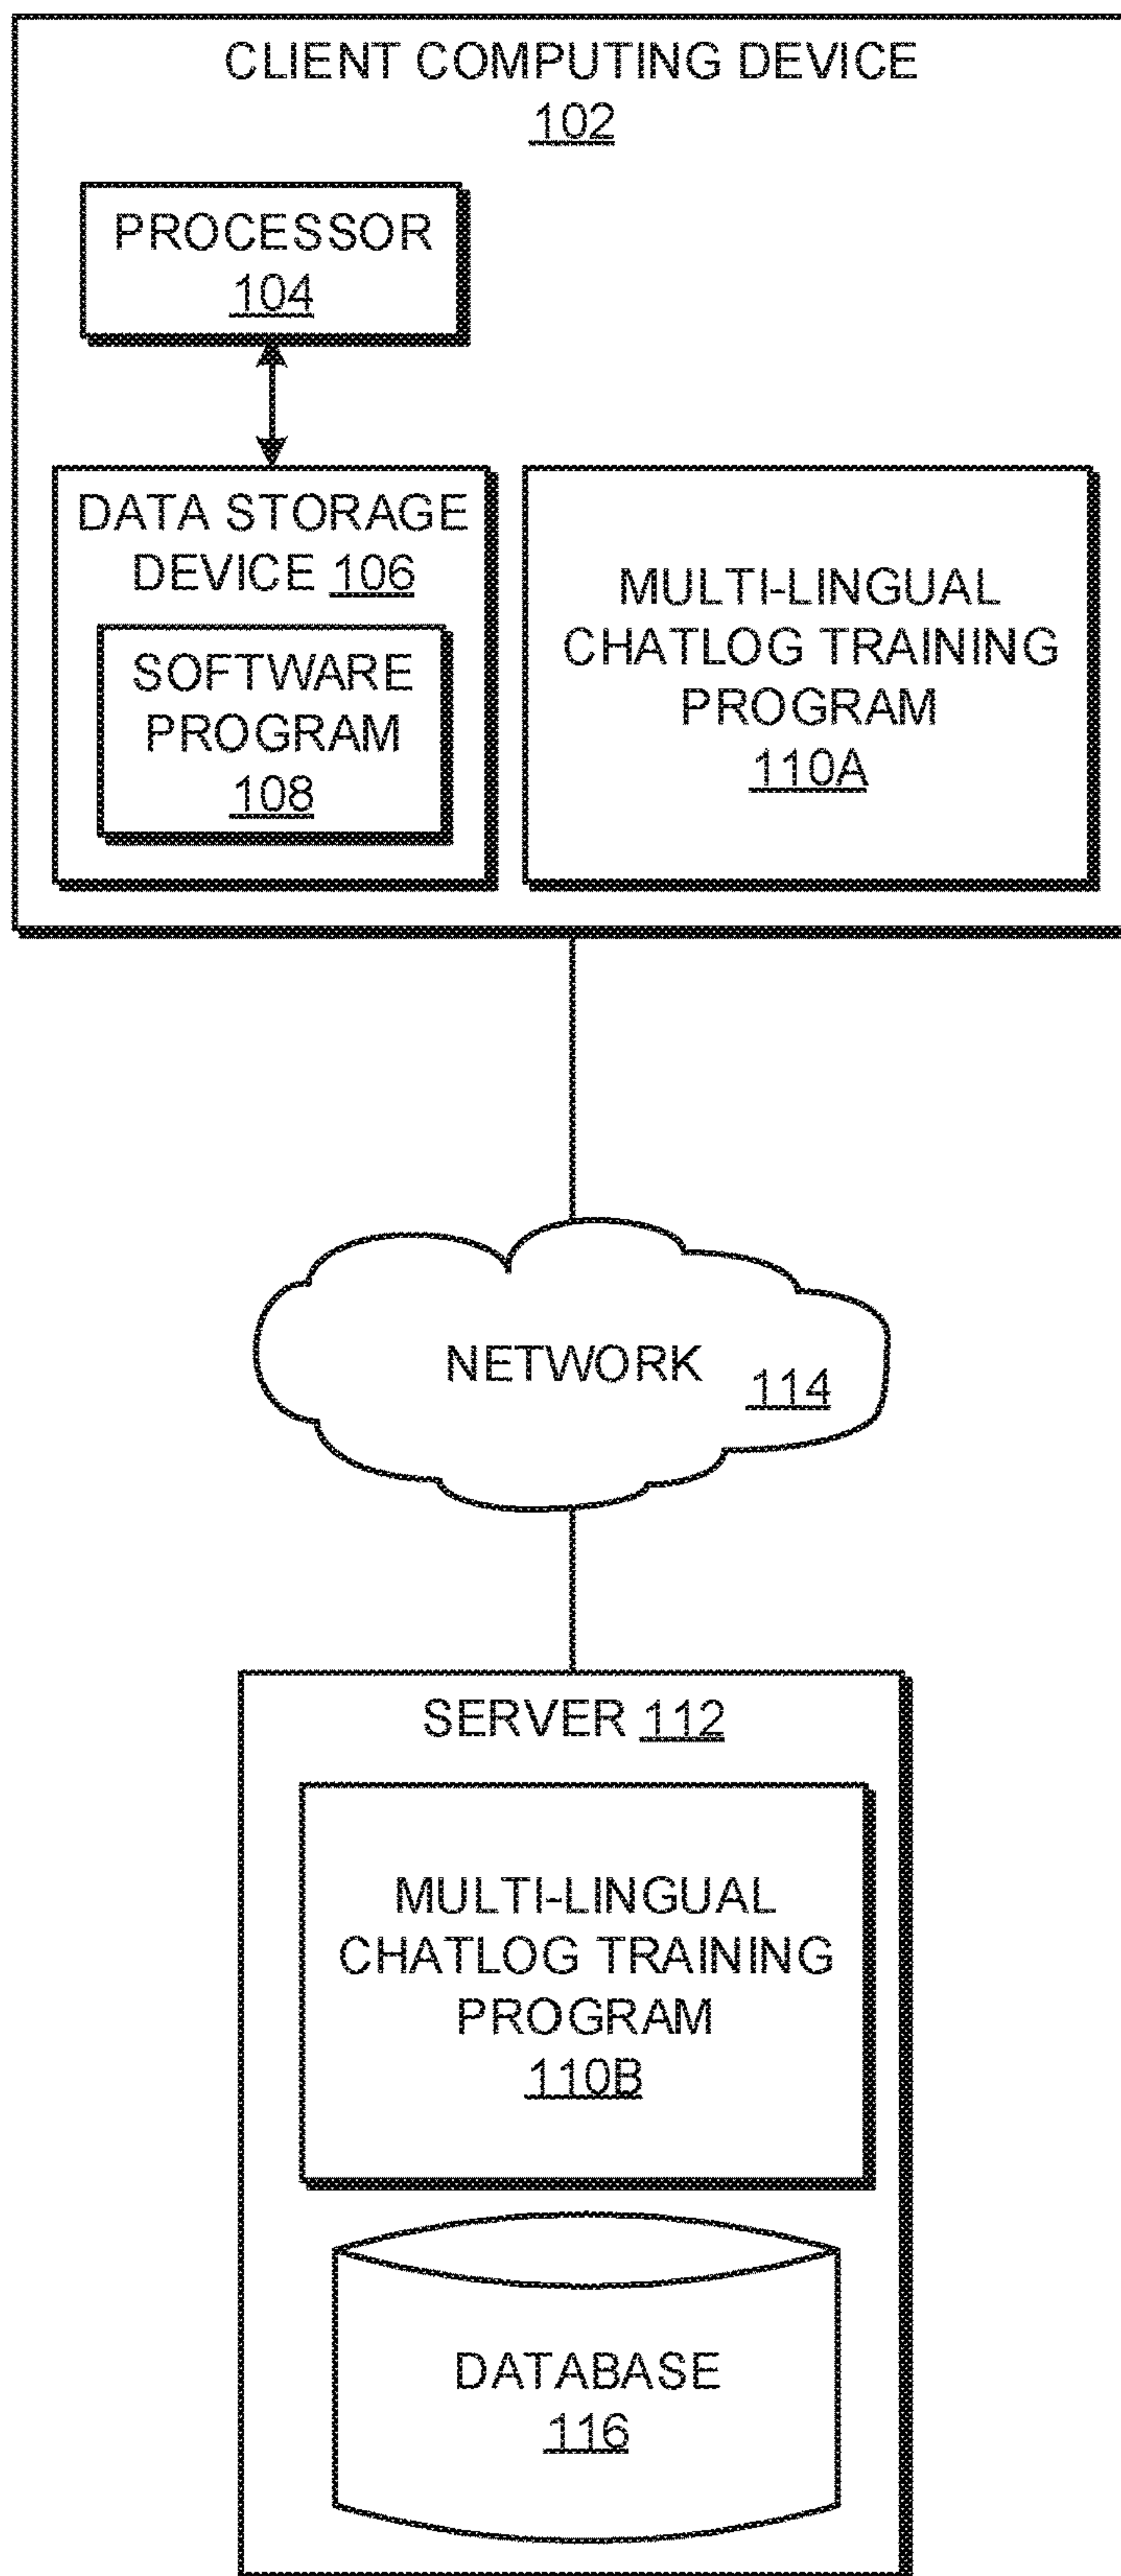 CLIENT COMPUTING DEVICE
102
PROCESSOR
104
DATA STORAGE
DEVICE 106
SOFTWARE
PROGRAM
108
MULTI-LINGUAL
CHATLOG TRAINING
PROGRAM
110A
NETWORK 114
SERVER 112
MULTI-LINGUAL
CHATLOG TRAINING
PROGRAM
110B
DATABASE
116